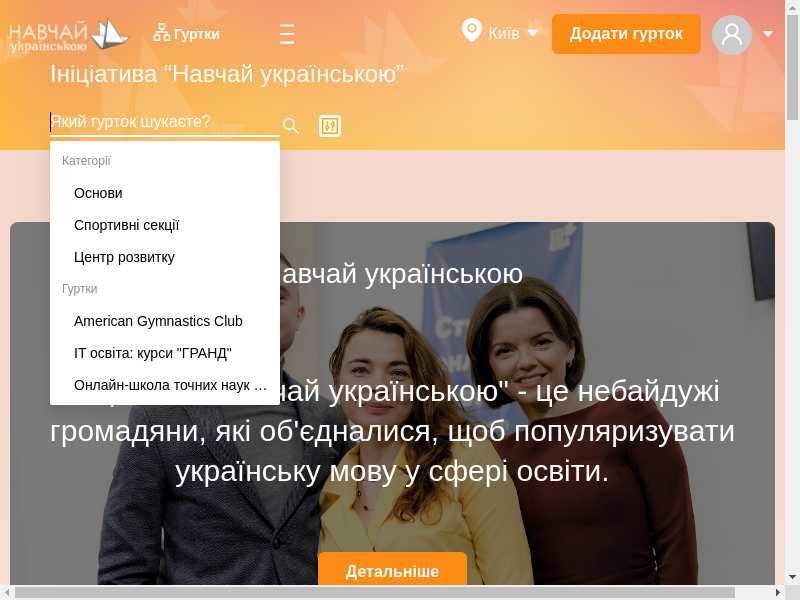 НАВЧАЙ
українською
Гуртки
Київ
Додати гурток
Ініціатива “Навчай українською”
Який гурток шукаєте?
Категорії
Основи
Спортивні секції
Центр розвитку
Гуртки
American Gymnastics Club
IT освіта: курси "ГРАНД"
Онлайн-школа точних наук …
авчай українською
чай українською" - це небайдужі
громадяни, які об'єдналися, щоб популяризувати
українську мову у сфері освіти.
Детальніше